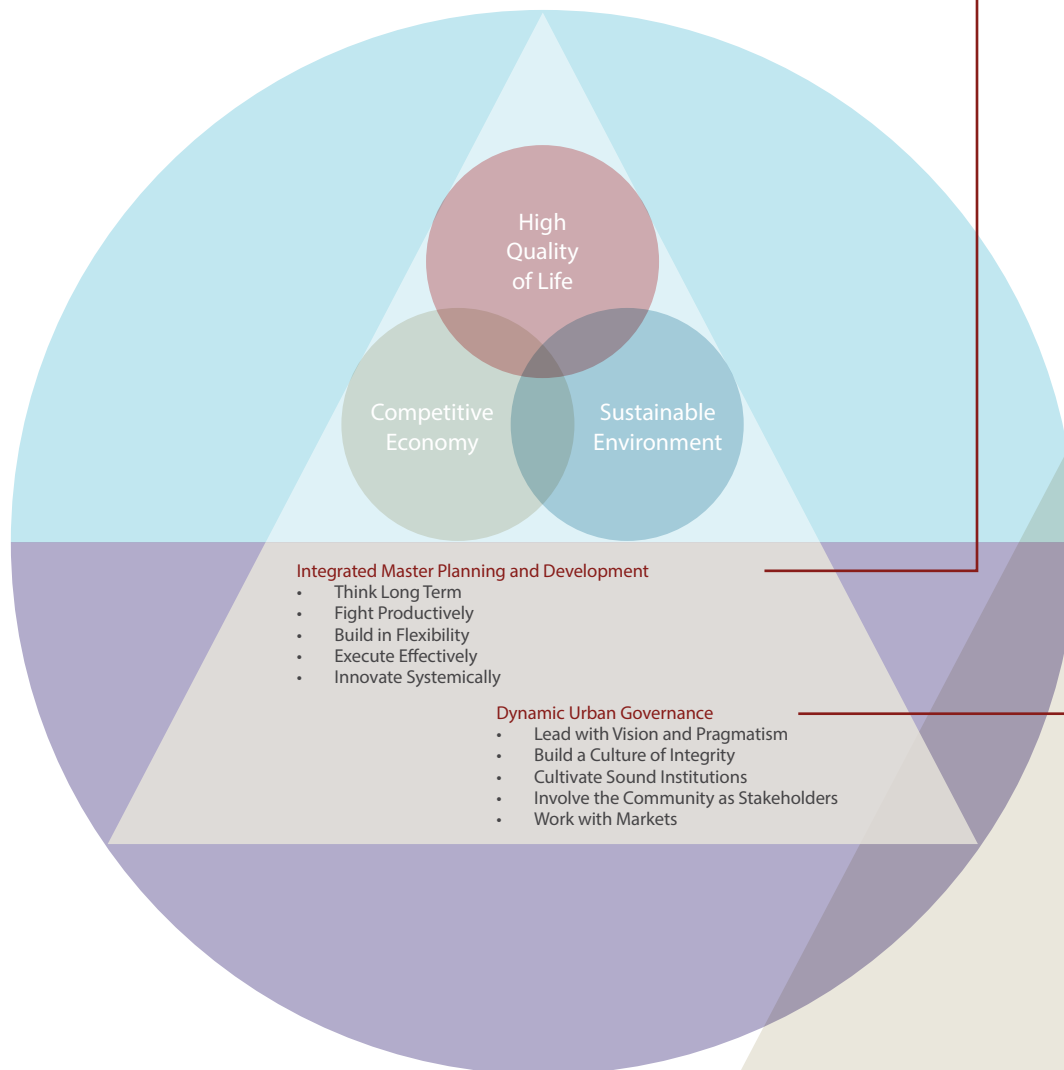 High
Quality
of Life
Competitive
Economy
Sustainable
Environment
Integrated Master Planning and Development
• Think Long Term
• Fight Productively
• Build in Flexibility
• Execute Effectively
• Innovate Systemically
Dynamic Urban Governance
• Lead with Vision and Pragmatism
• Build a Culture of Integrity
• Cultivate Sound Institutions
• Involve the Community as Stakeholders
• Work with Markets